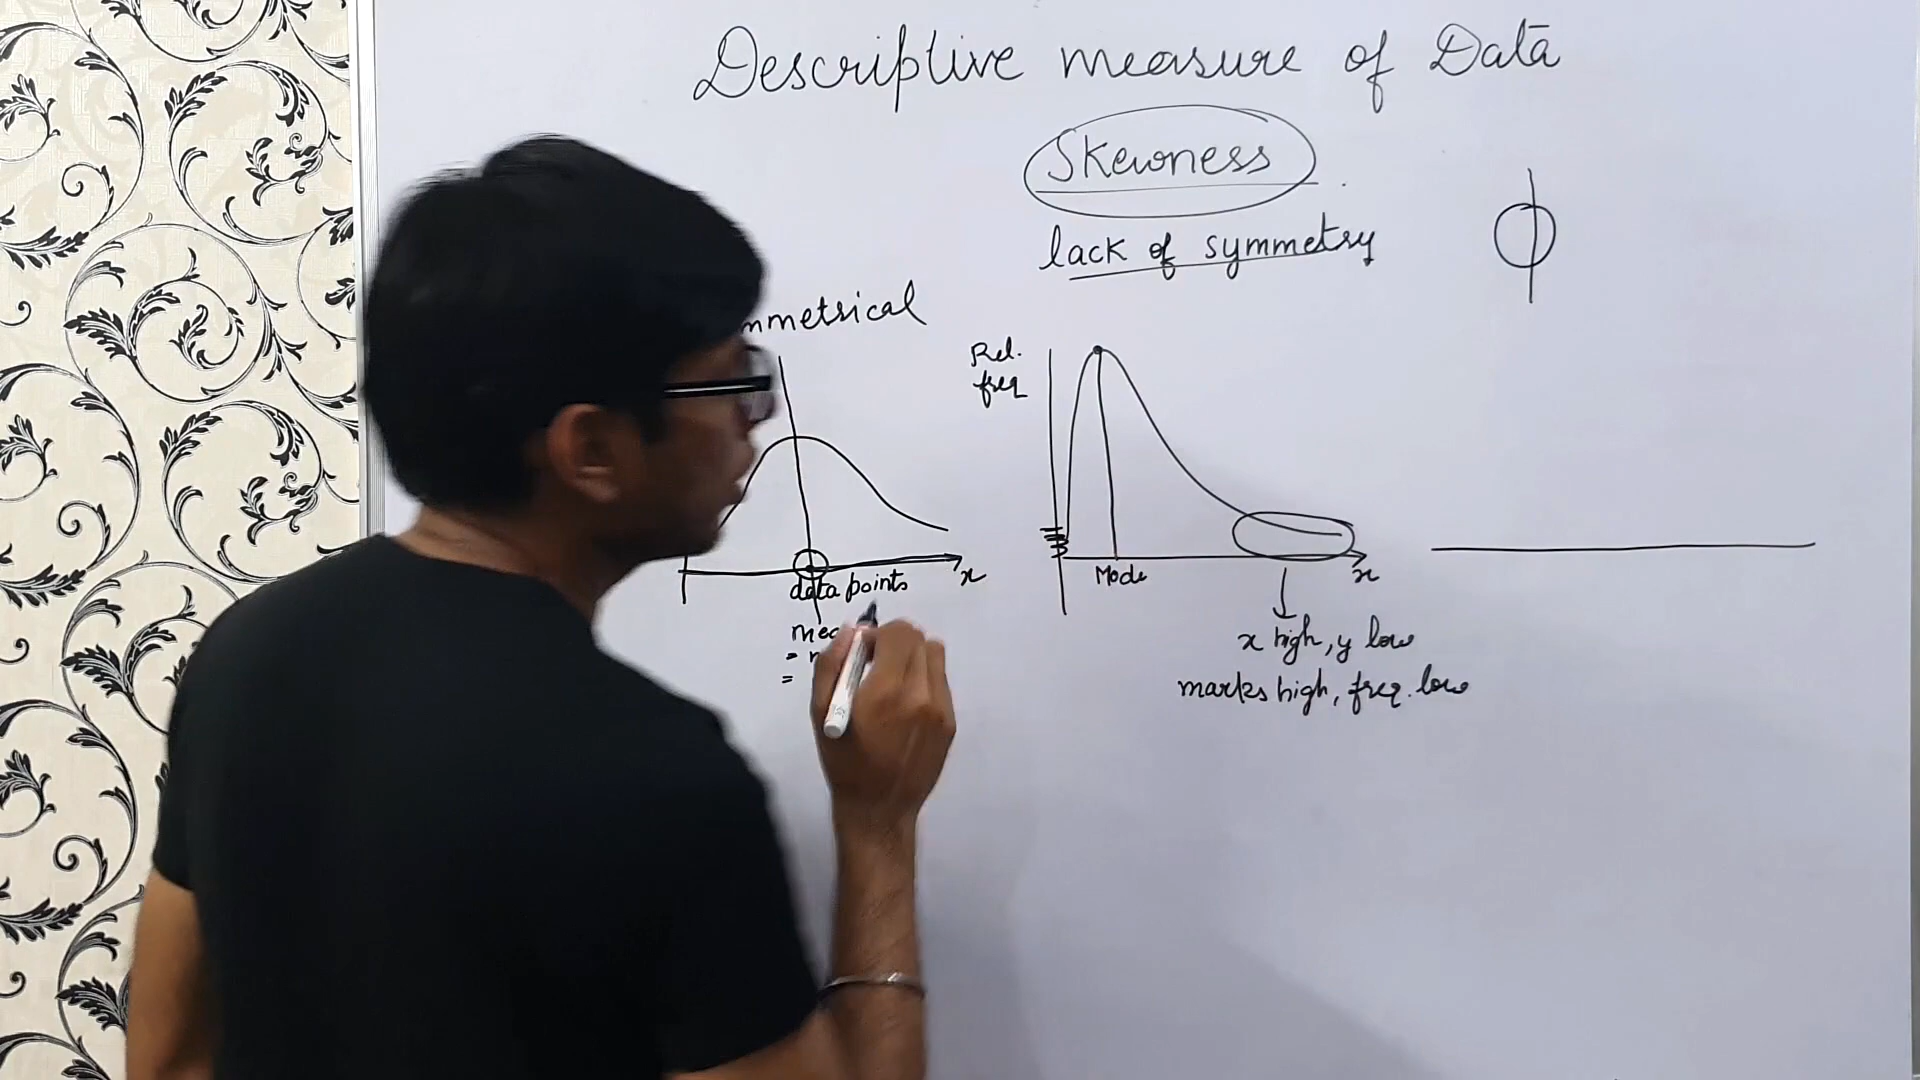 Descriptive measure of Data
Skewness
lack of symmetry
mmetrical
Rel.
freq
data points
x
Mode
x
=
=
x high, y low
marks high, freq. low